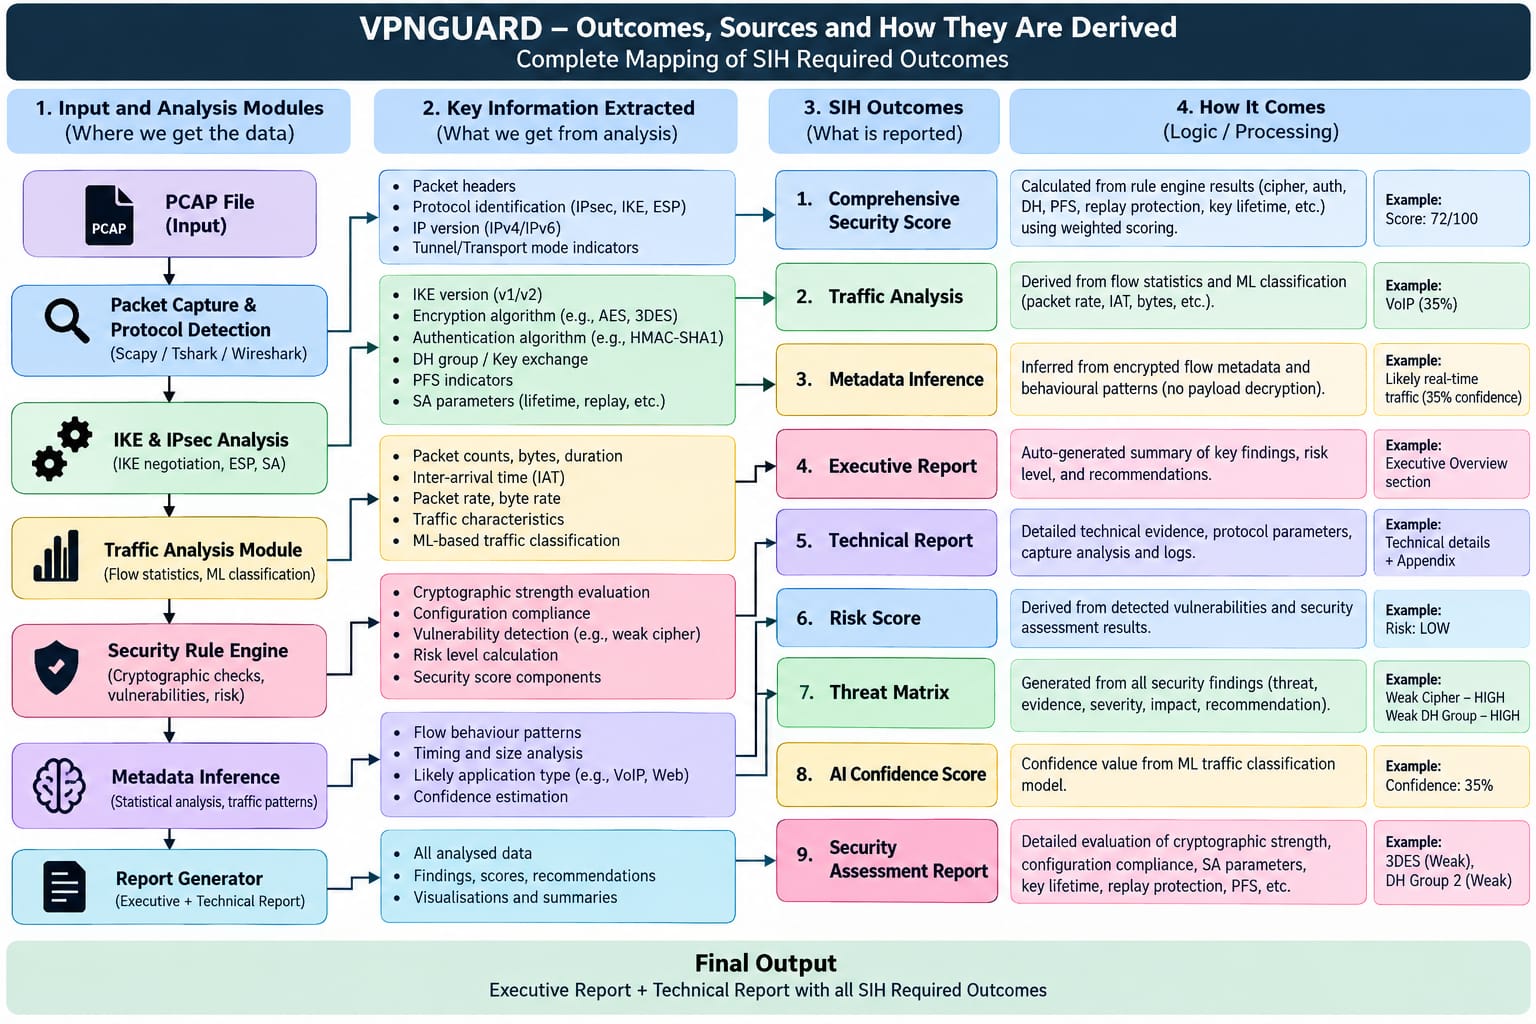 VPNGUARD – Outcomes, Sources and How They Are Derived
Complete Mapping of SIH Required Outcomes
1. Input and Analysis Modules
(Where we get the data)
PCAP
PCAP File
(Input)
Packet Capture &
Protocol Detection
(Scapy / Tshark / Wireshark)
IKE & IPsec Analysis
(IKE negotiation, ESP, SA)
Traffic Analysis Module
(Flow statistics, ML classification)
Security Rule Engine
(Cryptographic checks,
vulnerabilities, risk)
Metadata Inference
(Statistical analysis, traffic patterns)
Report Generator
(Executive + Technical Report)
2. Key Information Extracted
(What we get from analysis)
• Packet headers
• Protocol identification (IPsec, IKE, ESP)
• IP version (IPv4/IPv6)
• Tunnel/Transport mode indicators
• IKE version (v1/v2)
• Encryption algorithm (e.g., AES, 3DES)
• Authentication algorithm (e.g., HMAC-SHA1)
• DH group / Key exchange
• PFS indicators
• SA parameters (lifetime, replay, etc.)
• Packet counts, bytes, duration
• Inter-arrival time (IAT)
• Packet rate, byte rate
• Traffic characteristics
• ML-based traffic classification
• Cryptographic strength evaluation
• Configuration compliance
• Vulnerability detection (e.g., weak cipher)
• Risk level calculation
• Security score components
• Flow behaviour patterns
• Timing and size analysis
• Likely application type (e.g., VoIP, Web)
• Confidence estimation
• All analysed data
• Findings, scores, recommendations
• Visualisations and summaries
3. SIH Outcomes
(What is reported)
4. How It Comes
(Logic / Processing)
1. Comprehensive
Security Score
Calculated from rule engine results (cipher, auth,
DH, PFS, replay protection, key lifetime, etc.)
using weighted scoring.
Example:
Score: 72/100
2. Traffic Analysis
Derived from flow statistics and ML classification
(packet rate, IAT, bytes, etc.).
Example:
VoIP (35%)
3. Metadata Inference
Inferred from encrypted flow metadata and
behavioural patterns (no payload decryption).
Example:
Likely real-time
traffic (35% confidence)
4. Executive Report
Auto-generated summary of key findings, risk
level, and recommendations.
Example:
Executive Overview
section
5. Technical Report
Detailed technical evidence, protocol parameters,
capture analysis and logs.
Example:
Technical details
+ Appendix
6. Risk Score
Derived from detected vulnerabilities and security
assessment results.
Example:
Risk: LOW
7. Threat Matrix
Generated from all security findings (threat,
evidence, severity, impact, recommendation).
Example:
Weak Cipher – HIGH
Weak DH Group – HIGH
8. AI Confidence Score
Confidence value from ML traffic classification
model.
Example:
Confidence: 35%
9. Security
Assessment Report
Detailed evaluation of cryptographic strength,
configuration compliance, SA parameters,
key lifetime, replay protection, PFS, etc.
Example:
3DES (Weak),
DH Group 2 (Weak)
Final Output
Executive Report + Technical Report with all SIH Required Outcomes